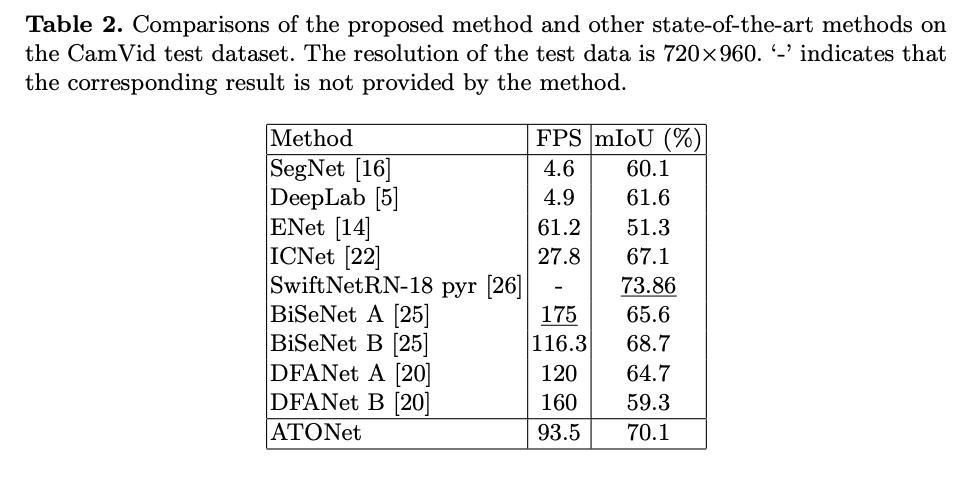 Table 2. Comparisons of the proposed method and other state-of-the-art methods on
the CamVid test dataset. The resolution of the test data is 720×960. ‘-’ indicates that
the corresponding result is not provided by the method.
Method FPS mIoU (%)
SegNet [16] 4.6 60.1
DeepLab [5] 4.9 61.6
ENet [14] 61.2 51.3
ICNet [22] 27.8 67.1
SwiftNetRN-18 pyr [26] - 73.86
BiSeNet A [25] 175 65.6
BiSeNet B [25] 116.3 68.7
DFANet A [20] 120 64.7
DFANet B [20] 160 59.3
ATONet 93.5 70.1